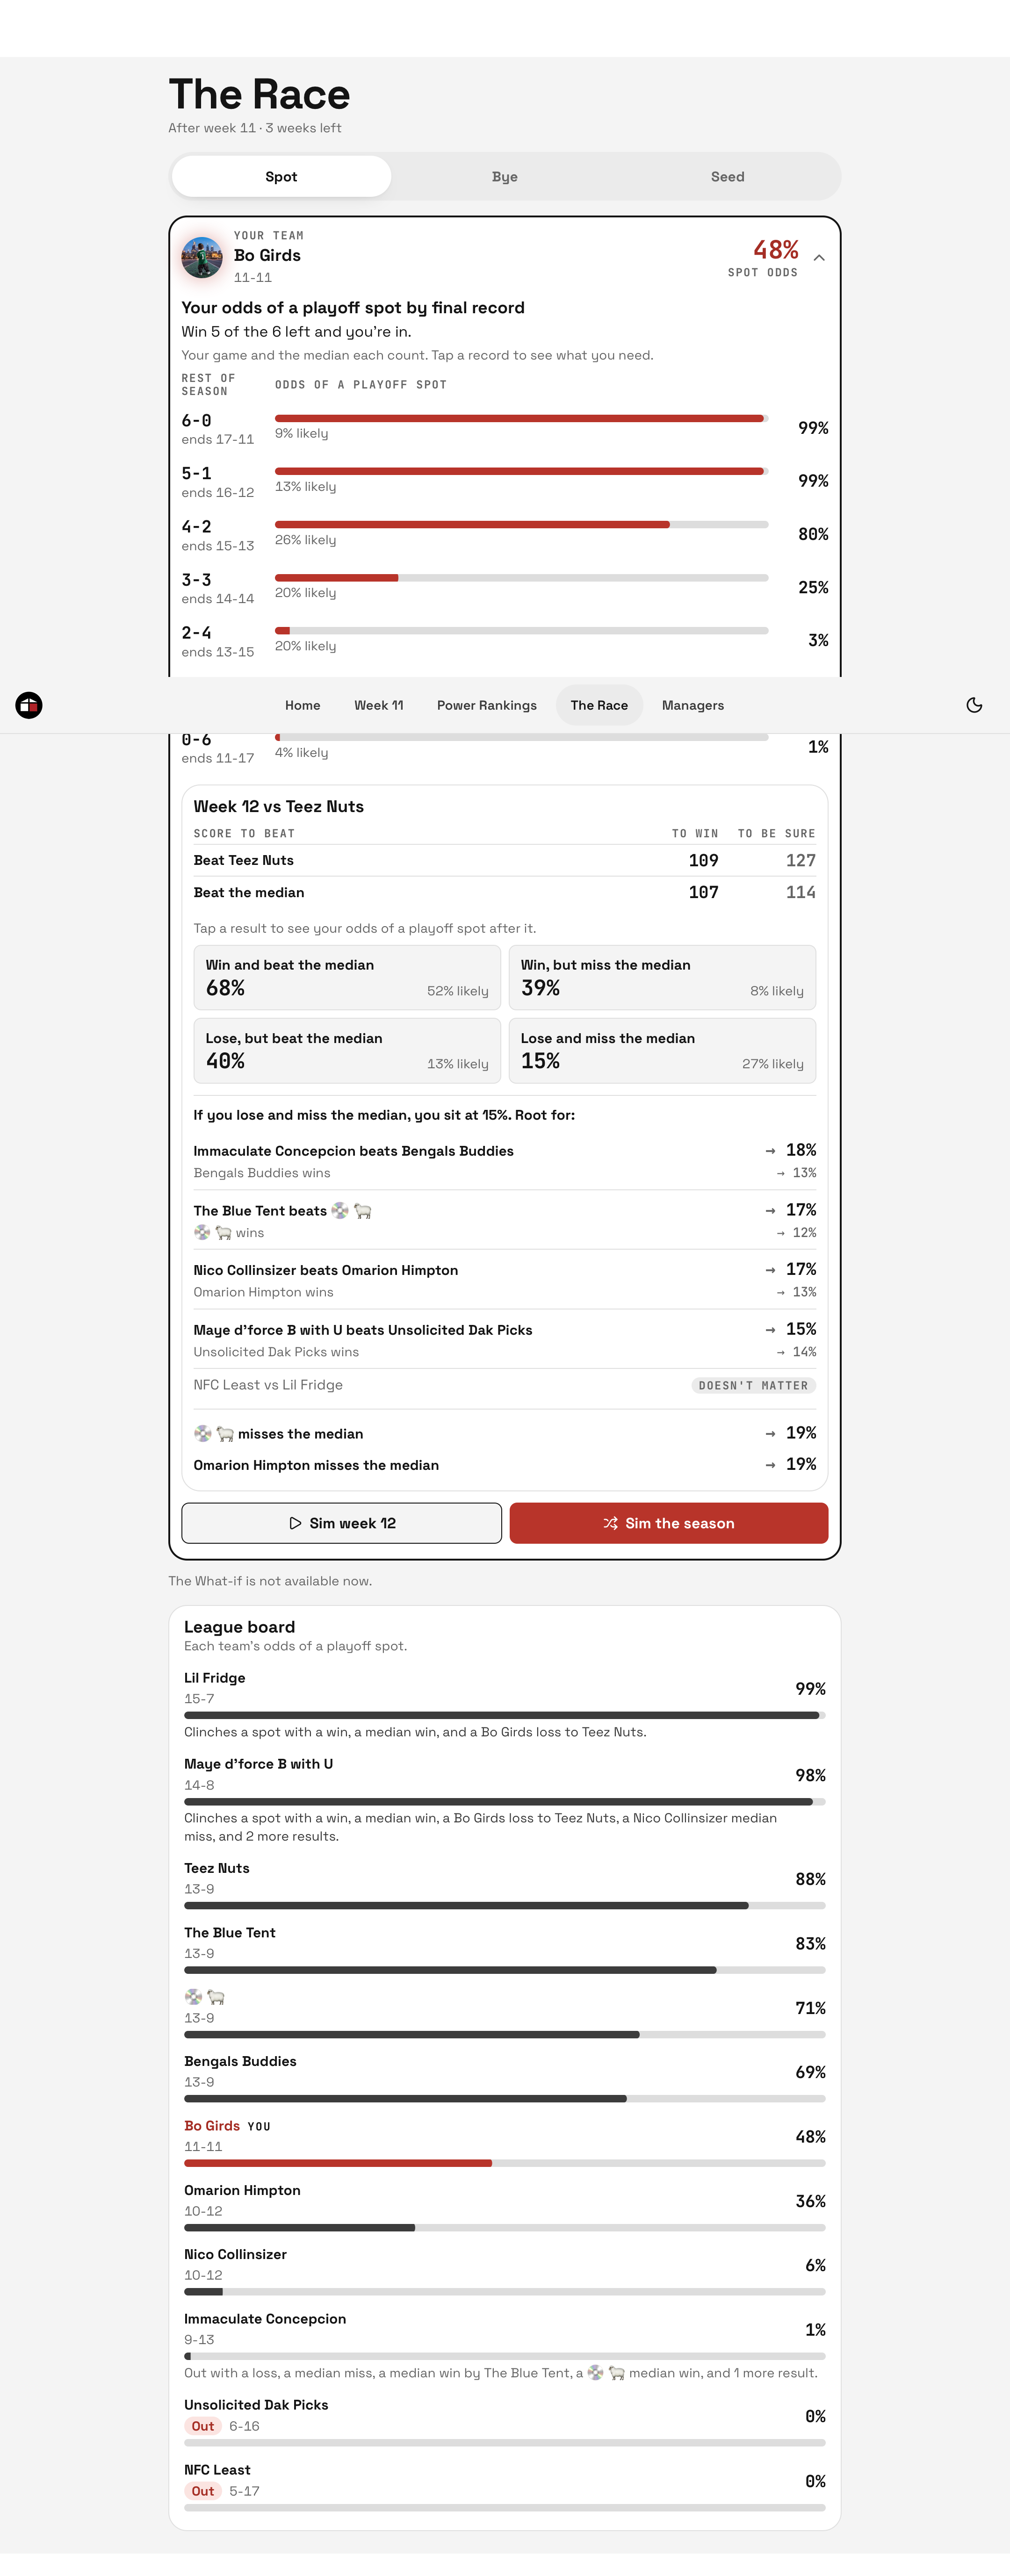 The Race
After week 11 · 3 weeks left
Spot
Bye
Seed
YOUR TEAM
Bo Girds
11-11
48%
SPOT ODDS
Your odds of a playoff spot by final record
Win 5 of the 6 left and you're in.
Your game and the median each count. Tap a record to see what you need.
REST OF SEASON
ODDS OF A PLAYOFF SPOT
6-0
ends 17-11
9% likely
99%
5-1
ends 16-12
13% likely
99%
4-2
ends 15-13
26% likely
80%
3-3
ends 14-14
20% likely
25%
2-4
ends 13-15
20% likely
3%
Home
Week 11
Power Rankings
The Race
Managers
0-6
ends 11-17
4% likely
1%
Week 12 vs Teez Nuts
SCORE TO BEAT
TO WIN
TO BE SURE
Beat Teez Nuts
109
127
Beat the median
107
114
Tap a result to see your odds of a playoff spot after it.
Win and beat the median
68%
52% likely
Win, but miss the median
39%
8% likely
Lose, but beat the median
40%
13% likely
Lose and miss the median
15%
27% likely
If you lose and miss the median, you sit at 15%. Root for:
Immaculate Concepcion beats Bengals Buddies
→ 18%
Bengals Buddies wins
→ 13%
The Blue Tent beats 💿 🐑
→ 17%
💿 🐑 wins
→ 12%
Nico Collinsizer beats Omarion Himpton
→ 17%
Omarion Himpton wins
→ 13%
Maye d'force B with U beats Unsolicited Dak Picks
→ 15%
Unsolicited Dak Picks wins
→ 14%
NFC Least vs Lil Fridge
DOESN'T MATTER
💿 🐑 misses the median
→ 19%
Omarion Himpton misses the median
→ 19%
Sim week 12
Sim the season
The What-if is not available now.
League board
Each team's odds of a playoff spot.
Lil Fridge
15-7
99%
Clinches a spot with a win, a median win, and a Bo Girds loss to Teez Nuts.
Maye d'force B with U
14-8
98%
Clinches a spot with a win, a median win, a Bo Girds loss to Teez Nuts, a Nico Collinsizer median
miss, and 2 more results.
Teez Nuts
13-9
88%
The Blue Tent
13-9
83%
💿 🐑
13-9
71%
Bengals Buddies
13-9
69%
Bo Girds YOU
11-11
48%
Omarion Himpton
10-12
36%
Nico Collinsizer
10-12
6%
Immaculate Concepcion
9-13
1%
Out with a loss, a median miss, a median win by The Blue Tent, a 💿 🐑 median win, and 1 more result.
Unsolicited Dak Picks
Out 6-16
0%
NFC Least
Out 5-17
0%